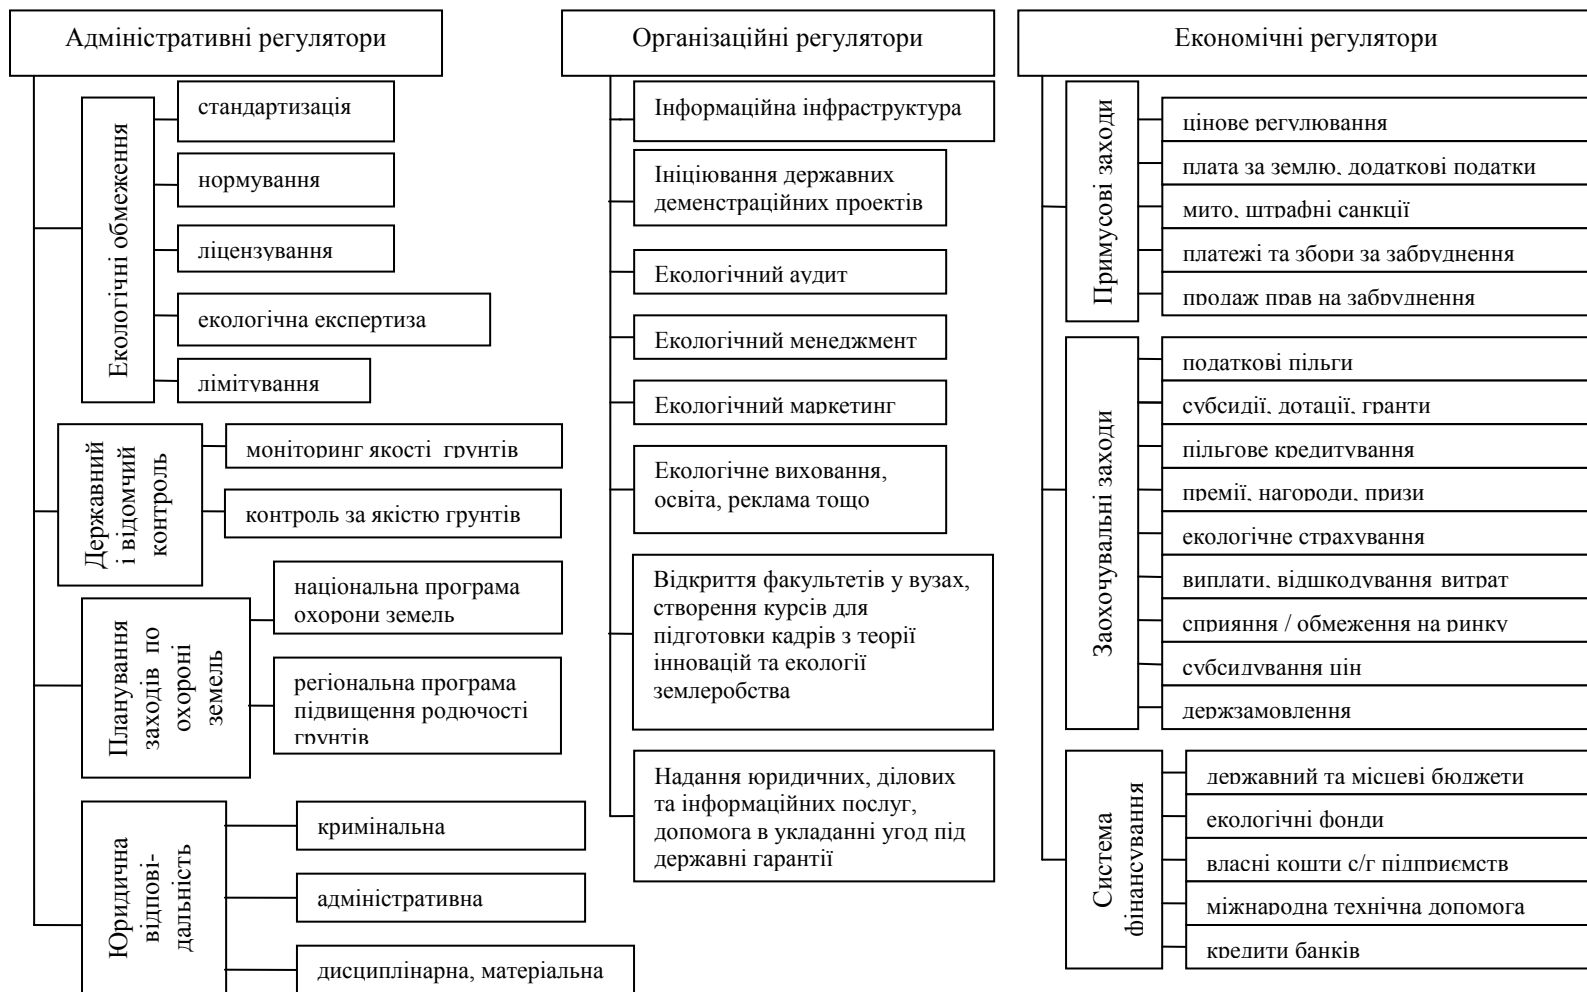 Адміністративні регулятори
Екологічні обмеження
стандартизація
нормування
ліцензування
екологічна експертиза
лімітування
Державний
і відомчий
контроль
моніторинг якості грунтів
контроль за якістю грунтів
Планування
заходів по
охороні
земель
національна програма
охорони земель
регіональна програма
підвищення родючості
грунтів
Юридична
відпові-
дальність
кримінальна
адміністративна
дисциплінарна, матеріальна
Організаційні регулятори
Інформаційна інфраструктура
Ініціювання державних
деменстраційних проектів
Екологічний аудит
Екологічний менеджмент
Екологічний маркетинг
Екологічне виховання,
освіта, реклама тощо
Відкриття факультетів у вузах,
створення курсів для
підготовки кадрів з теорії
інновацій та екології
землеробства
Надання юридичних, ділових
та інформаційних послуг,
допомога в укладанні угод під
державні гарантії
Економічні регулятори
Примусові заходи
цінове регулювання
плата за землю, додаткові податки
мито, штрафні санкції
платежі та збори за забруднення
продаж прав на забруднення
Заохочувальні заходи
податкові пільги
субсидії, дотації, гранти
пільгове кредитування
премії, нагороди, призи
екологічне страхування
виплати, відшкодування витрат
сприяння / обмеження на ринку
субсидування цін
держзамовлення
Система
фінансування
державний та місцеві бюджети
екологічні фонди
власні кошти с/г підприємств
міжнародна технічна допомога
кредити банків